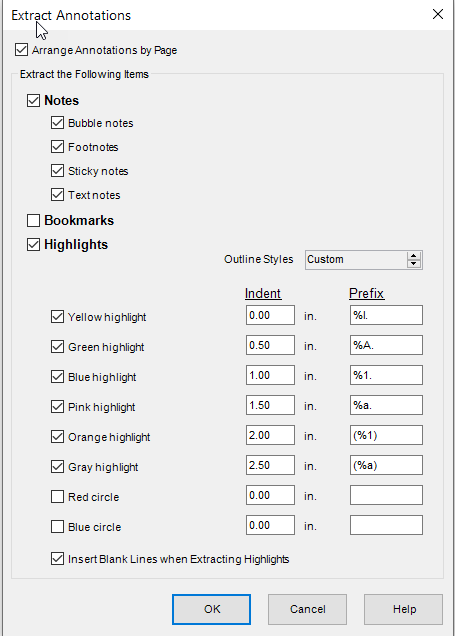 Extract Annotations
Arrange Annotations by Page
Extract the Following Items
Notes
Bubble notes
Footnotes
Sticky notes
Text notes
Bookmarks
Highlights
Outline Styles Custom
Indent Prefix
Yellow highlight 0.00 in. %I.
Green highlight 0.50 in. %A.
Blue highlight 1.00 in. %1.
Pink highlight 1.50 in. %a.
Orange highlight 2.00 in. (%1)
Gray highlight 2.50 in. (%a)
Red circle 0.00 in.
Blue circle 0.00 in.
Insert Blank Lines when Extracting Highlights
OK Cancel Help